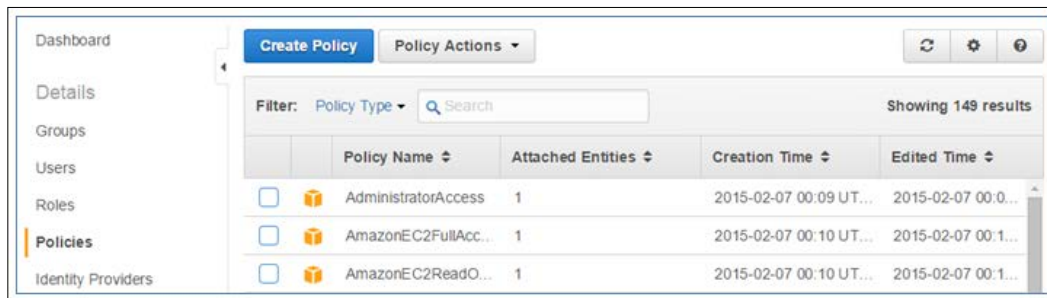 Dashboard
Details
Groups
Users
Roles
Policies
Identity Providers
Create Policy
Policy Actions
Filter: Policy Type
Search
Showing 149 results
Policy Name Attached Entities Creation Time Edited Time
AdministratorAccess 1 2015-02-07 00:09 UT... 2015-02-07 00:0...
AmazonEC2FullAcc... 1 2015-02-07 00:10 UT... 2015-02-07 00:1...
AmazonEC2ReadO... 1 2015-02-07 00:10 UT... 2015-02-07 00:1...